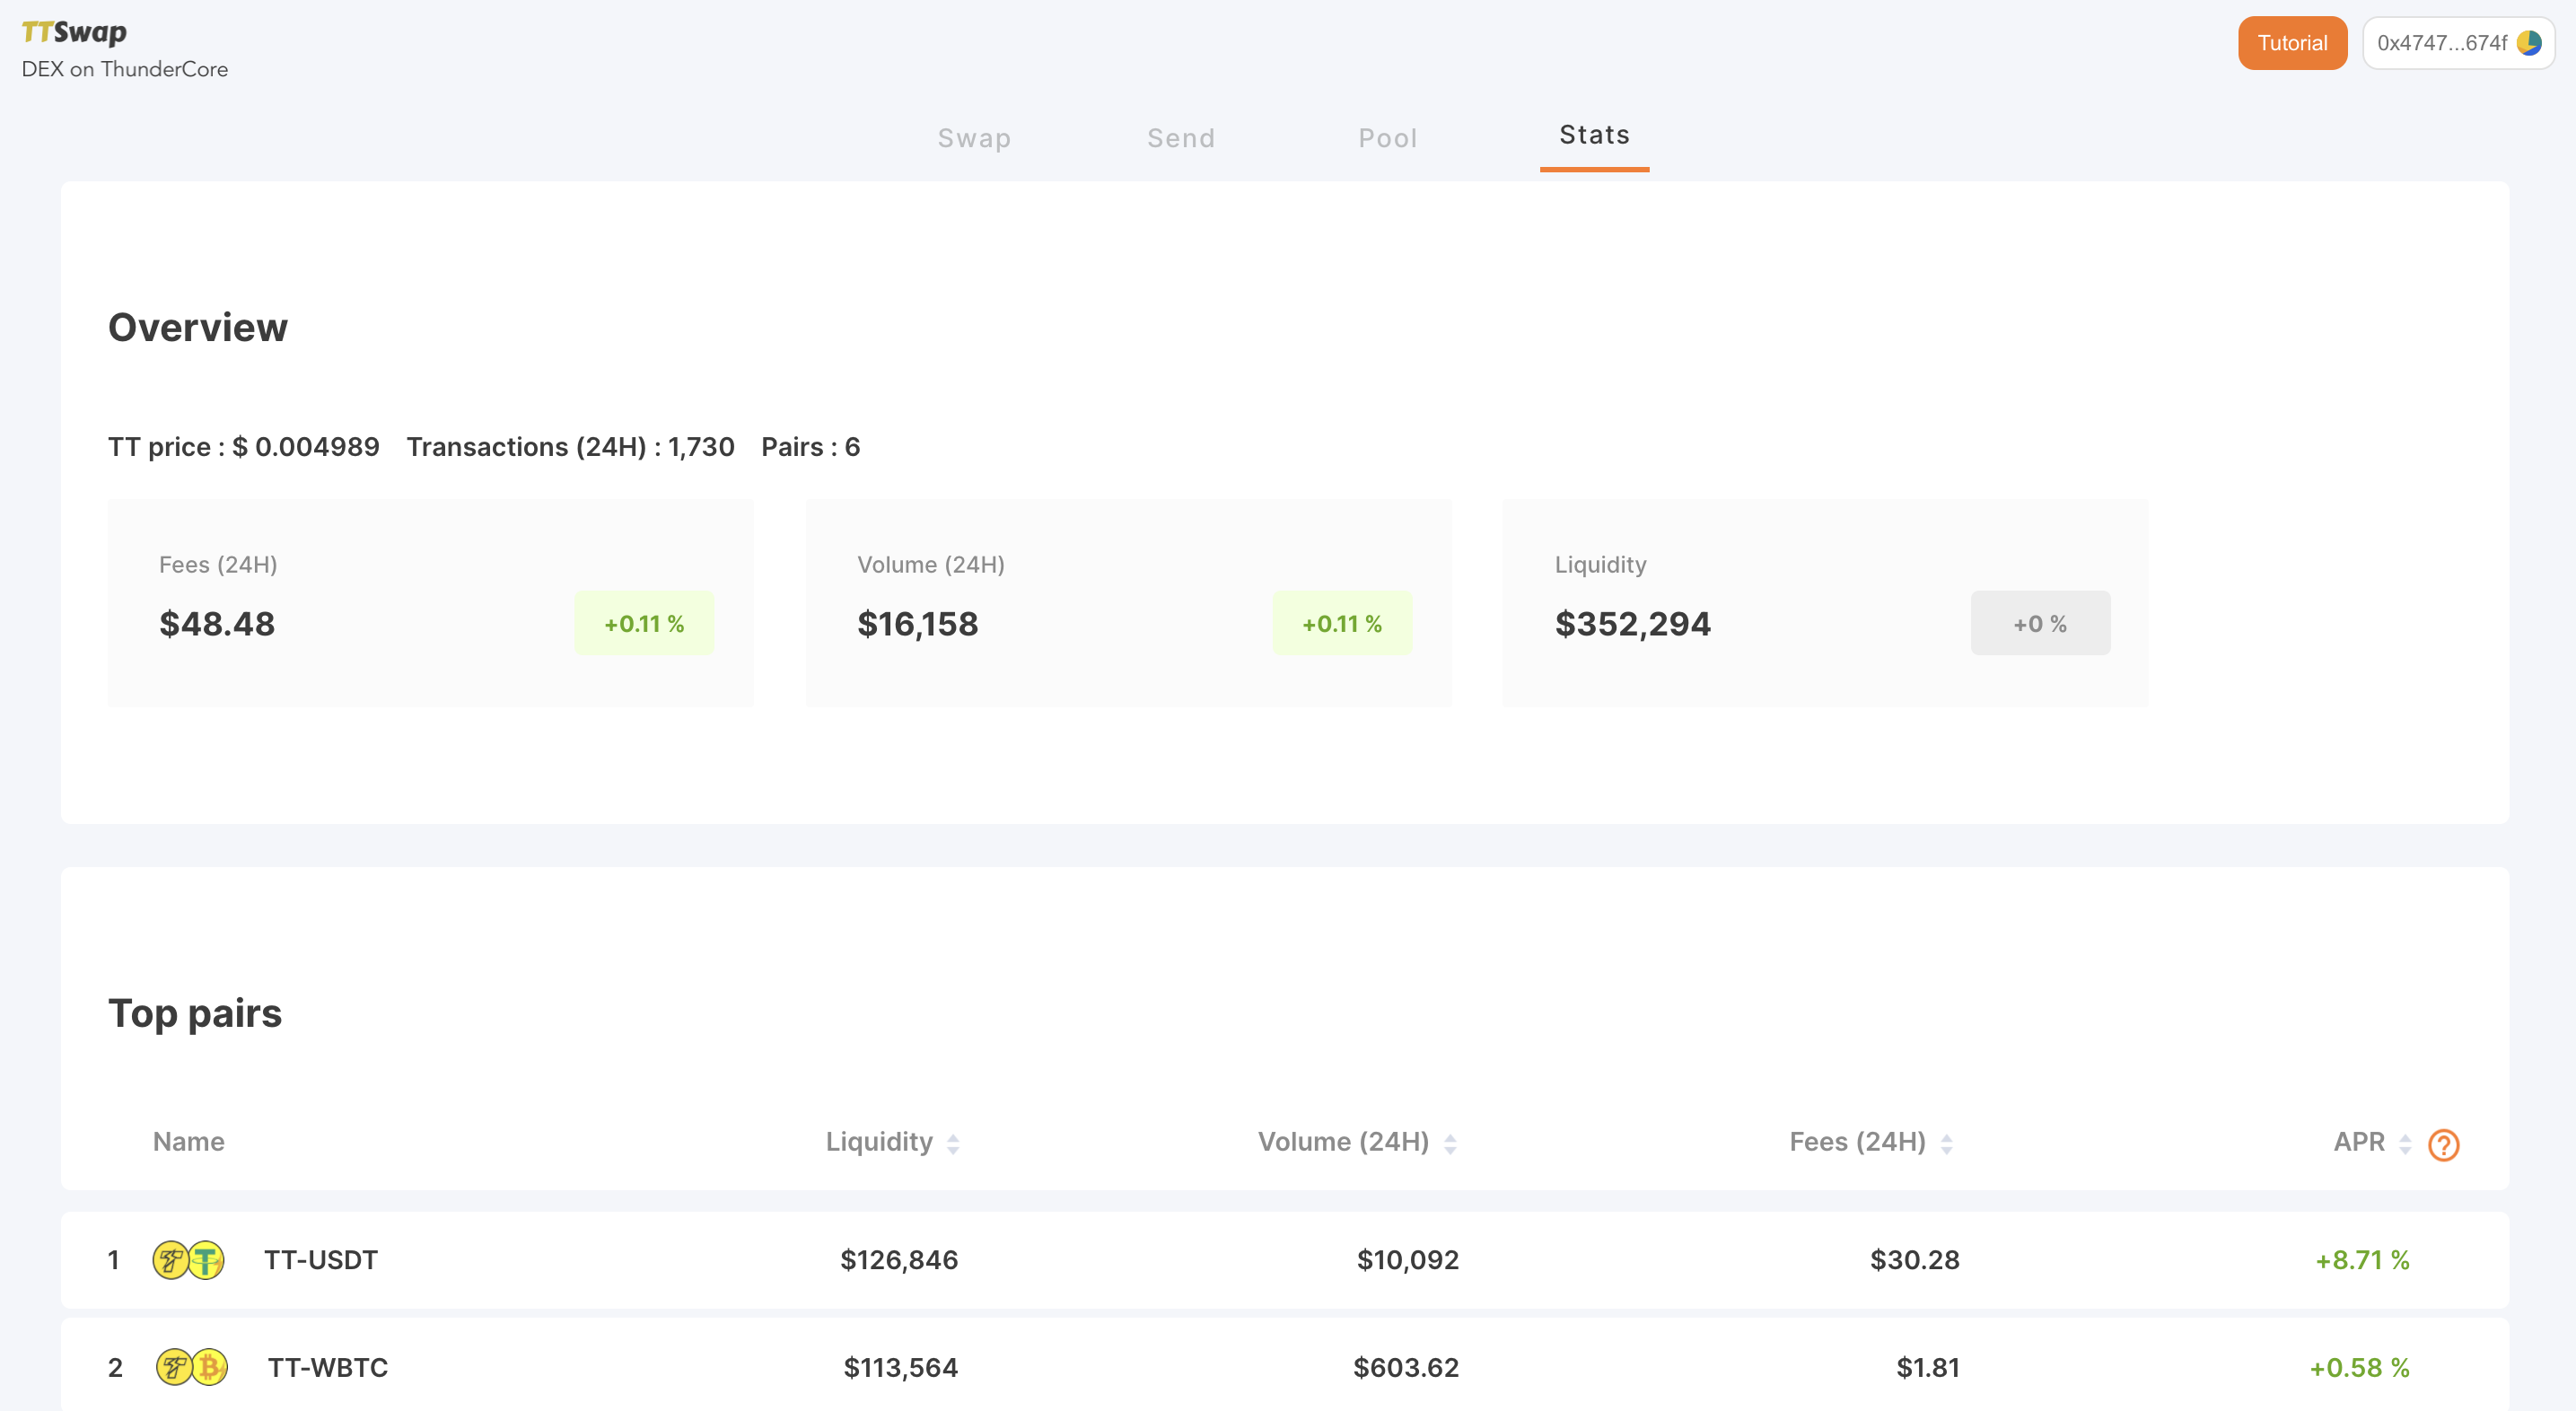 TTSwap
DEX on ThunderCore
Tutorial
0x4747...674f
Swap Send Pool Stats
Overview
TT price : $ 0.004989 Transactions (24H) : 1,730 Pairs : 6
Fees (24H)
$48.48
+0.11 %
Volume (24H)
$16,158
+0.11 %
Liquidity
$352,294
+0 %
Top pairs
Name Liquidity Volume (24H) Fees (24H) APR ?
1 TT-USDT $126,846 $10,092 $30.28 +8.71 %
2 TT-WBTC $113,564 $603.62 $1.81 +0.58 %